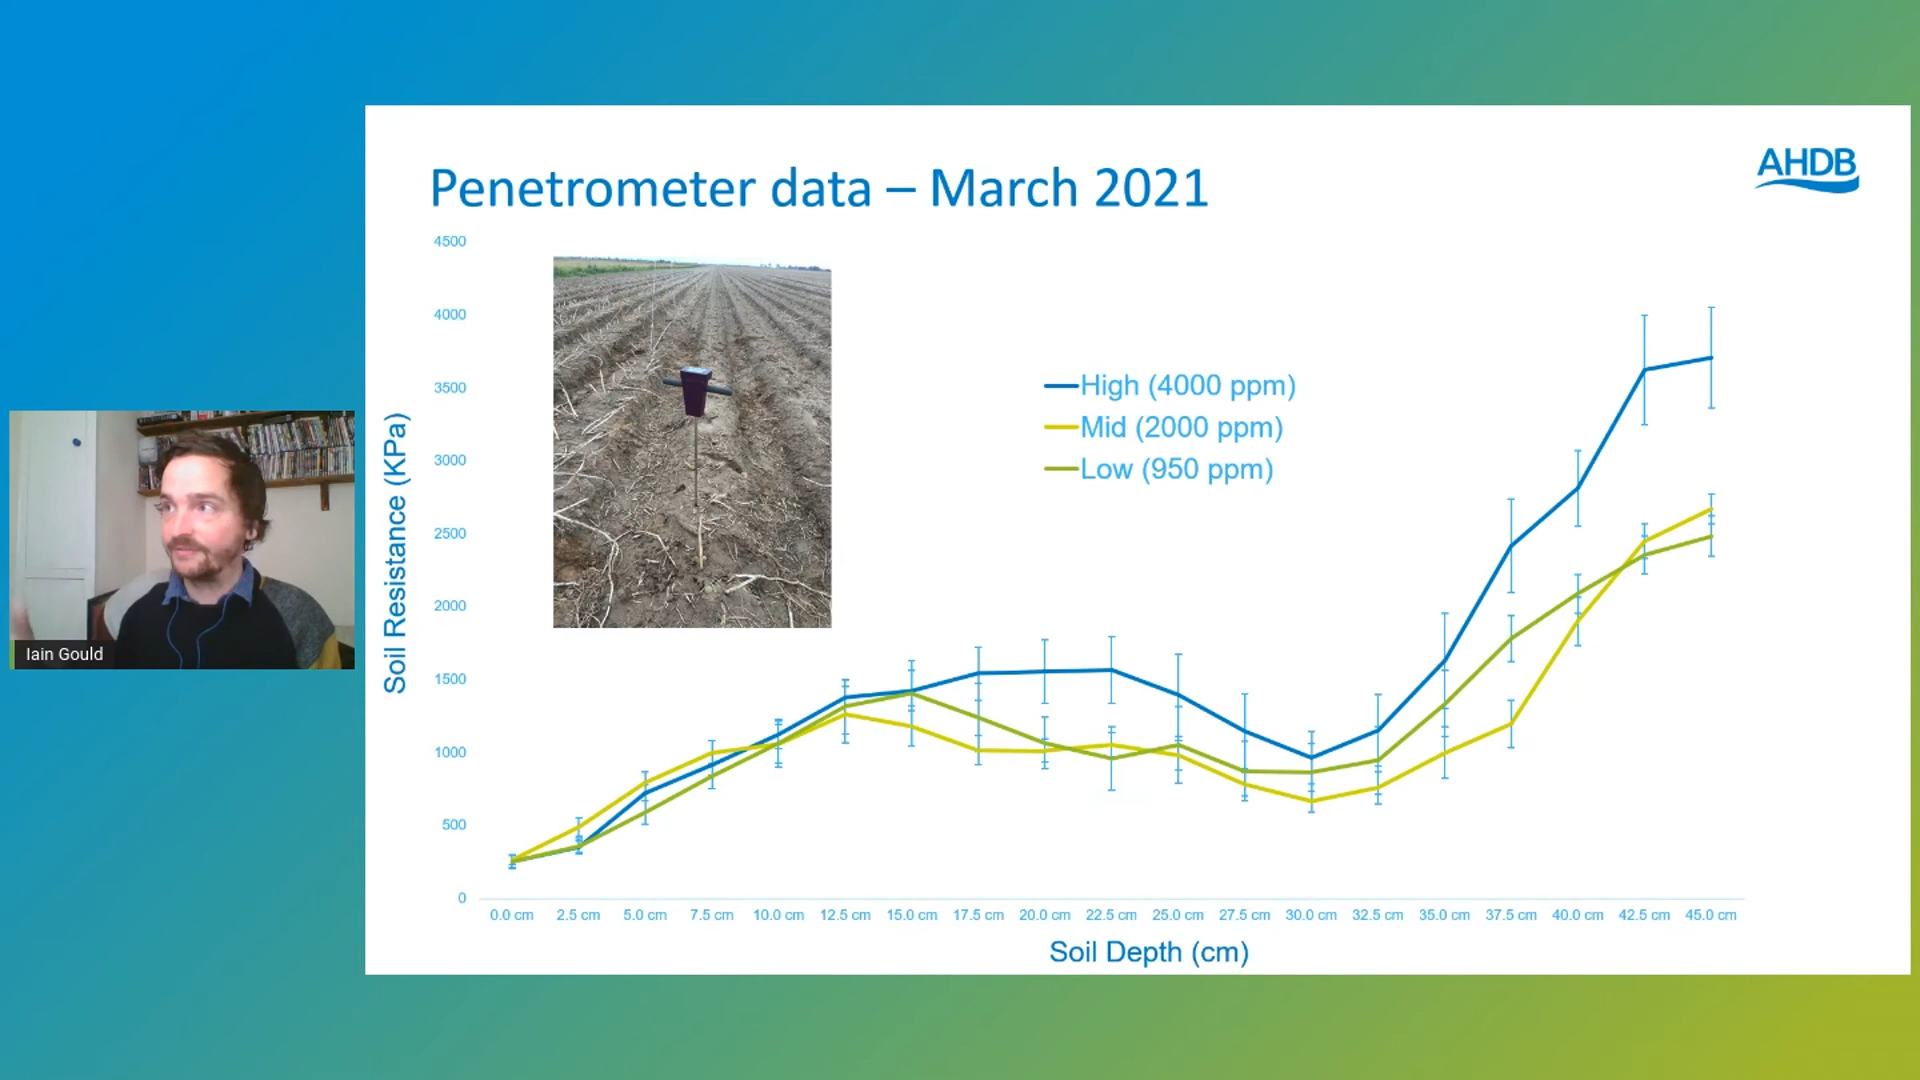 AHDB
Penetrometer data – March 2021
4500
4000
3500
3000
2500
2000
1500
1000
500
0
Soil Resistance (KPa)
High (4000 ppm)
Mid (2000 ppm)
Low (950 ppm)
0.0 cm 2.5 cm 5.0 cm 7.5 cm 10.0 cm 12.5 cm 15.0 cm 17.5 cm 20.0 cm 22.5 cm 25.0 cm 27.5 cm 30.0 cm 32.5 cm 35.0 cm 37.5 cm 40.0 cm 42.5 cm 45.0 cm
Soil Depth (cm)
Iain Gould